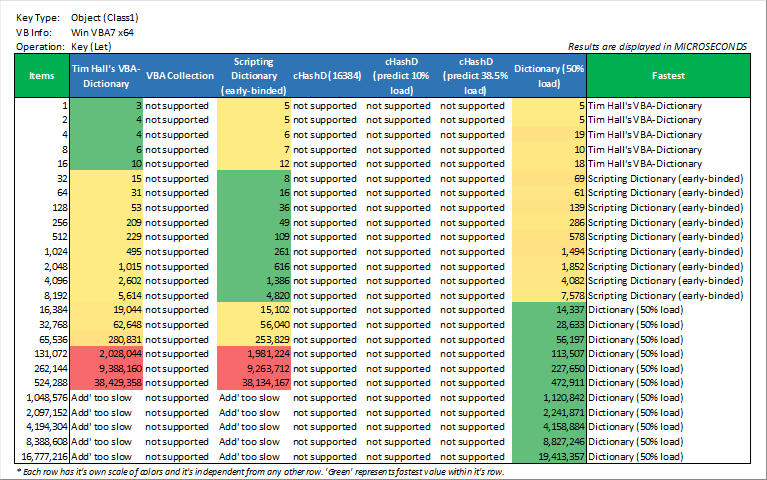 Key Type: Object (Class1)
VB Info: Win VBA7 x64
Operation: Key (Let)
Results are displayed in MICROSECONDS
Items Tim Hall's VBA-Dictionary VBA Collection Scripting Dictionary (early-binded) cHashD (16384) cHashD (predict 10% load) cHashD (predict 38.5% load) Dictionary (50% load) Fastest
1 3 not supported 5 not supported not supported not supported 5 Tim Hall's VBA-Dictionary
2 4 not supported 5 not supported not supported not supported 5 Tim Hall's VBA-Dictionary
4 4 not supported 6 not supported not supported not supported 19 Tim Hall's VBA-Dictionary
8 6 not supported 7 not supported not supported not supported 10 Tim Hall's VBA-Dictionary
16 10 not supported 12 not supported not supported not supported 18 Tim Hall's VBA-Dictionary
32 15 not supported 8 not supported not supported not supported 69 Scripting Dictionary (early-binded)
64 31 not supported 16 not supported not supported not supported 61 Scripting Dictionary (early-binded)
128 53 not supported 36 not supported not supported not supported 139 Scripting Dictionary (early-binded)
256 209 not supported 49 not supported not supported not supported 286 Scripting Dictionary (early-binded)
512 229 not supported 109 not supported not supported not supported 578 Scripting Dictionary (early-binded)
1,024 495 not supported 261 not supported not supported not supported 1,494 Scripting Dictionary (early-binded)
2,048 1,015 not supported 616 not supported not supported not supported 1,852 Scripting Dictionary (early-binded)
4,096 2,602 not supported 1,386 not supported not supported not supported 4,082 Scripting Dictionary (early-binded)
8,192 5,614 not supported 4,820 not supported not supported not supported 7,578 Scripting Dictionary (early-binded)
16,384 19,044 not supported 15,102 not supported not supported not supported 14,337 Dictionary (50% load)
32,768 62,648 not supported 56,040 not supported not supported not supported 28,633 Dictionary (50% load)
65,536 280,831 not supported 253,829 not supported not supported not supported 56,197 Dictionary (50% load)
131,072 2,028,044 not supported 1,981,224 not supported not supported not supported 113,507 Dictionary (50% load)
262,144 9,388,160 not supported 9,263,712 not supported not supported not supported 227,650 Dictionary (50% load)
524,288 38,429,358 not supported 38,134,167 not supported not supported not supported 472,911 Dictionary (50% load)
1,048,576 Add' too slow not supported Add' too slow not supported not supported not supported 1,120,842 Dictionary (50% load)
2,097,152 Add' too slow not supported Add' too slow not supported not supported not supported 2,241,871 Dictionary (50% load)
4,194,304 Add' too slow not supported Add' too slow not supported not supported not supported 4,158,884 Dictionary (50% load)
8,388,608 Add' too slow not supported Add' too slow not supported not supported not supported 8,827,246 Dictionary (50% load)
16,777,216 Add' too slow not supported Add' too slow not supported not supported not supported 19,413,357 Dictionary (50% load)
* Each row has it's own scale of colors and it's independent from any other row. 'Green' represents fastest value within it's row.